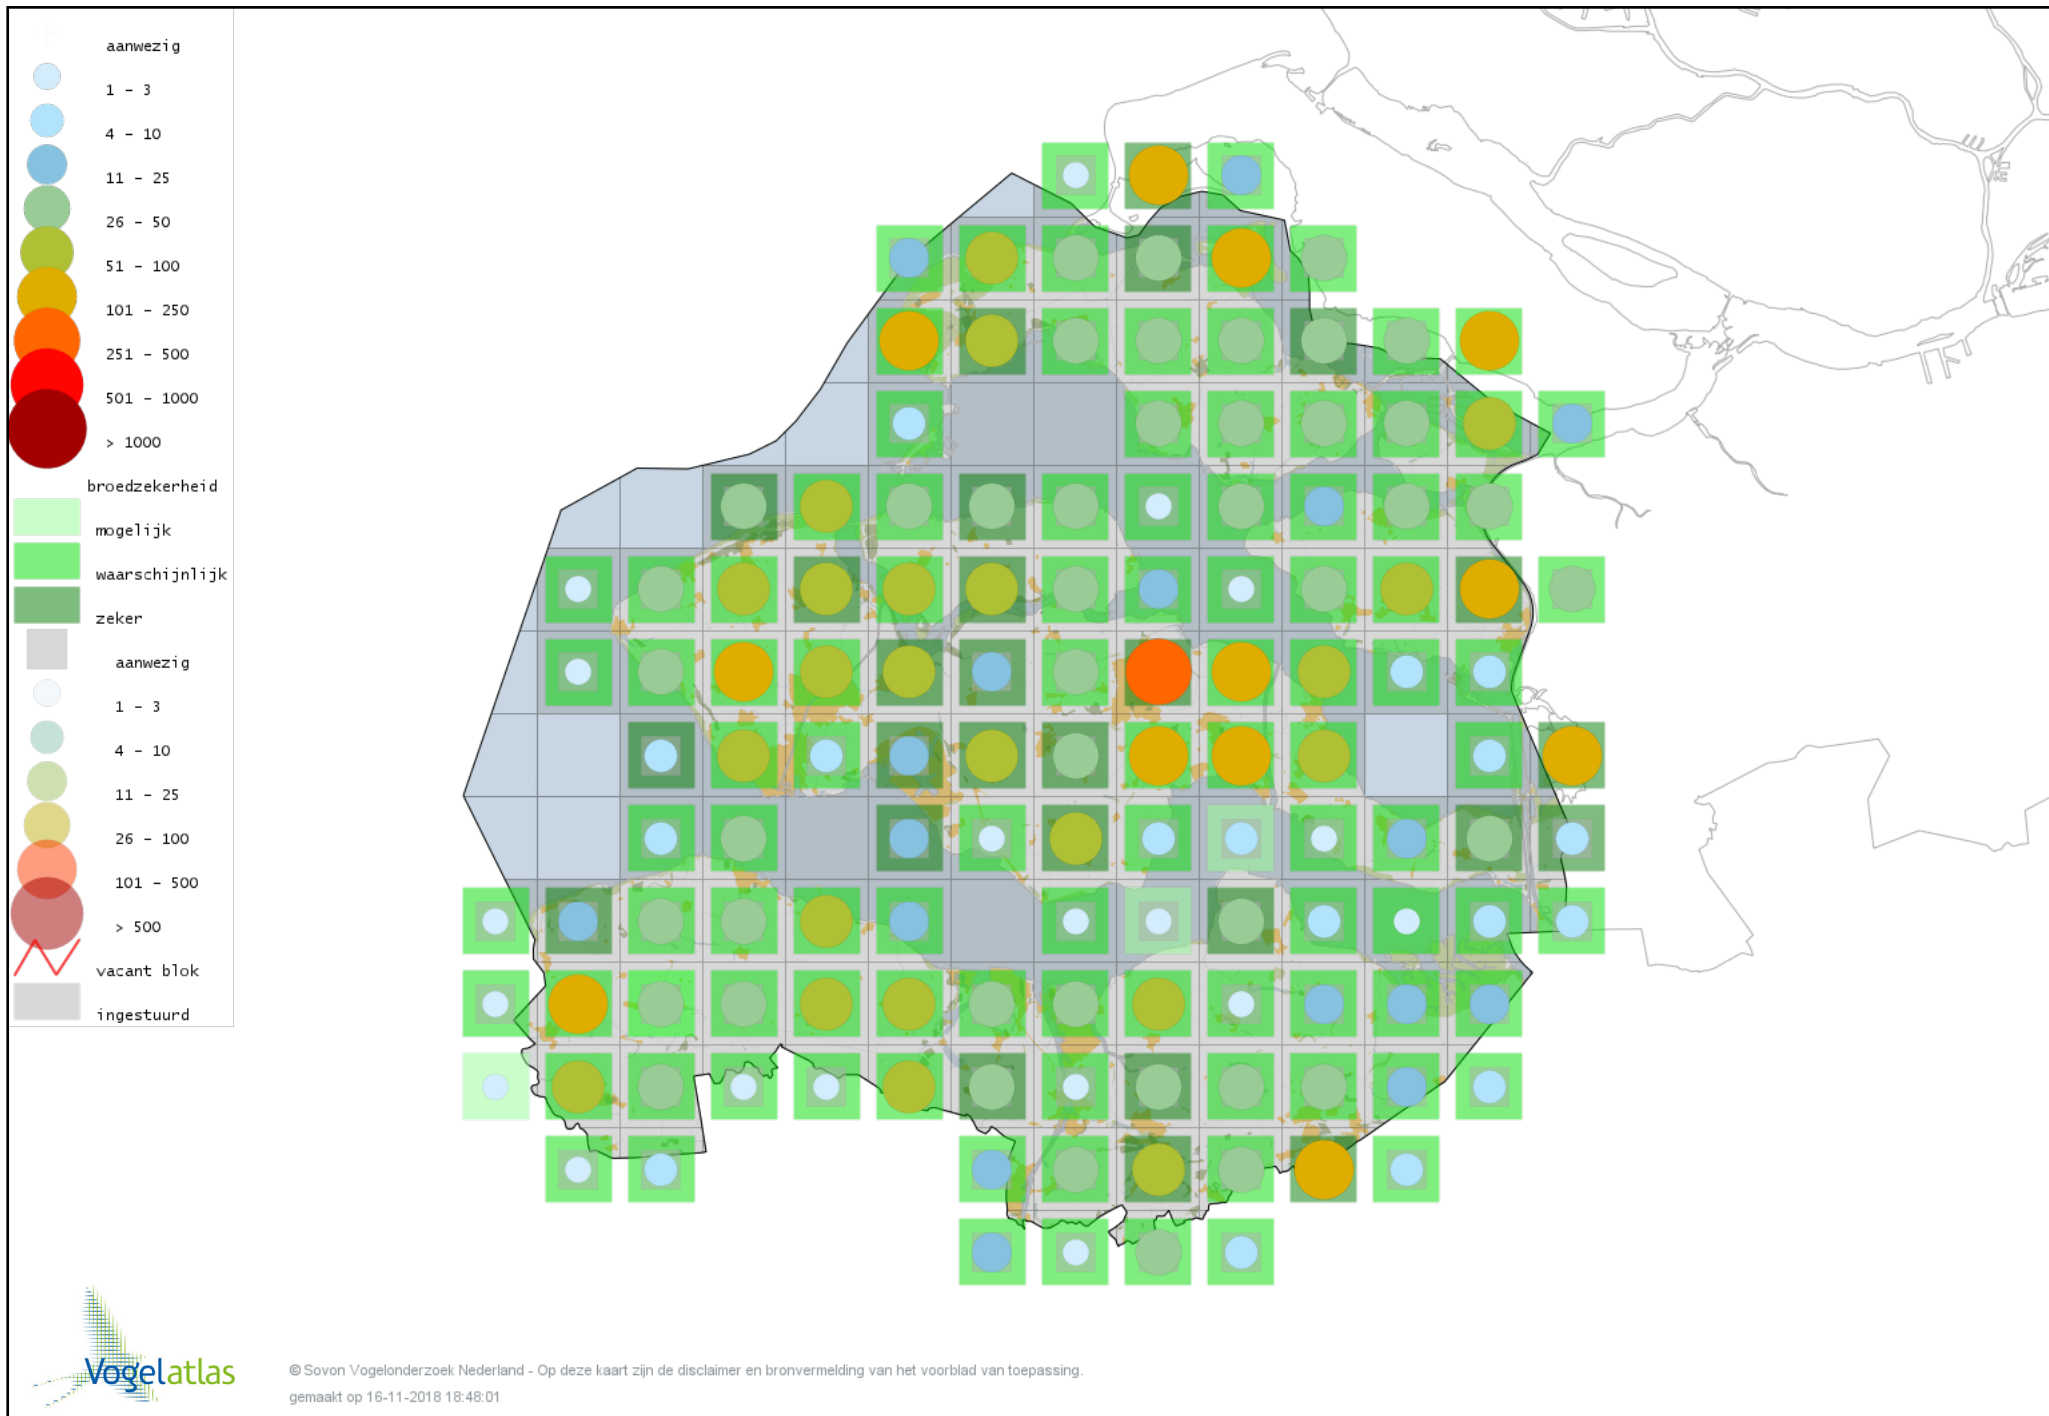 aanwezig
1 - 3
4 - 10
11 - 25
26 - 50
51 - 100
101 - 250
251 - 500
501 - 1000
> 1000
broedzekerheid
mogelijk
waarschijnlijk
zeker
aanwezig
1 - 3
4 - 10
11 - 25
26 - 100
101 - 500
> 500
vacant blok
ingestuurd
Vogelatlas
© Sovon Vogelonderzoek Nederland - Op deze kaart zijn de disclaimer en bronvermelding van het voorblad van toepassing.
gemaakt op 16-11-2018 18:48:01